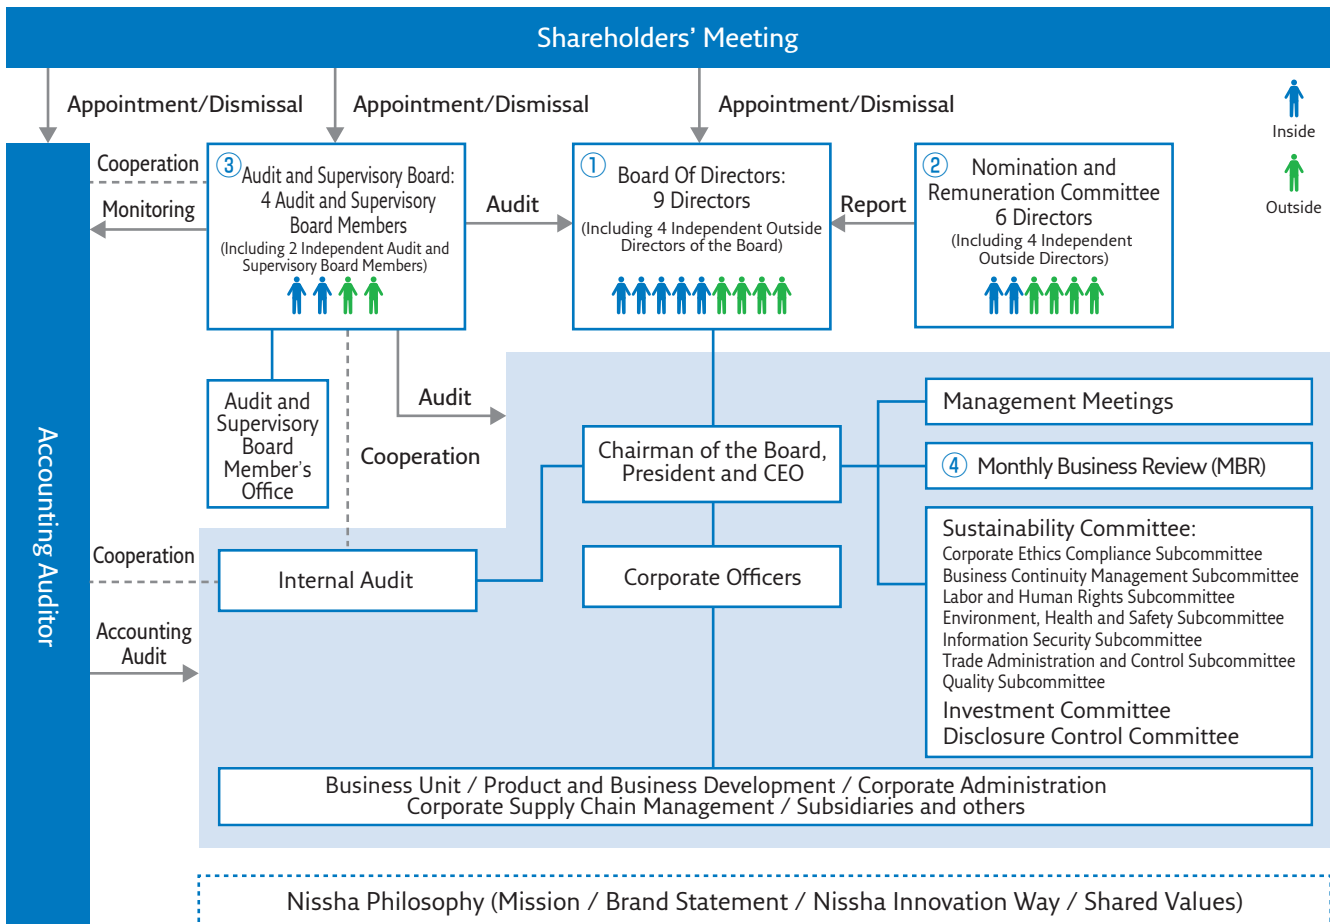 Shareholders' Meeting
Appointment/Dismissal
Appointment/Dismissal
Appointment/Dismissal
Inside
Outside
Accounting Auditor
Cooperation
Monitoring
③
Audit and Supervisory Board:
4 Audit and Supervisory
Board Members
(Including 2 Independent Audit and
Supervisory Board Members)
Audit
①
Board Of Directors:
9 Directors
(Including 4 Independent Outside
Directors of the Board)
Report
②
Nomination and
Remuneration Committee
6 Directors
(Including 4 Independent
Outside Directors)
Audit and
Supervisory
Board
Member's
Office
Audit
Cooperation
Chairman of the Board,
President and CEO
Management Meetings
④ Monthly Business Review (MBR)
Sustainability Committee:
Corporate Ethics Compliance Subcommittee
Business Continuity Management Subcommittee
Labor and Human Rights Subcommittee
Environment, Health and Safety Subcommittee
Information Security Subcommittee
Trade Administration and Control Subcommittee
Quality Subcommittee
Investment Committee
Disclosure Control Committee
Cooperation
Internal Audit
Corporate Officers
Accounting
Audit
Business Unit / Product and Business Development / Corporate Administration
Corporate Supply Chain Management / Subsidiaries and others
Nissha Philosophy (Mission / Brand Statement / Nissha Innovation Way / Shared Values)